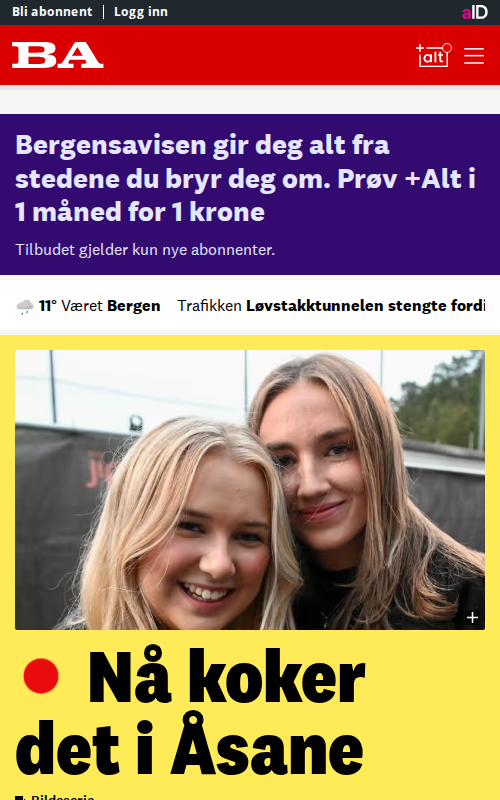 Bli abonnent | Logg inn
aID
BA
+alt
Bergensavisen gir deg alt fra
stedene du bryr deg om. Prøv +Alt i
1 måned for 1 krone
Tilbudet gjelder kun nye abonnenter.
11° Været Bergen Trafikken Løvstakktunnelen stengte fordi
+
Nå koker
det i Åsane
Bildeserie